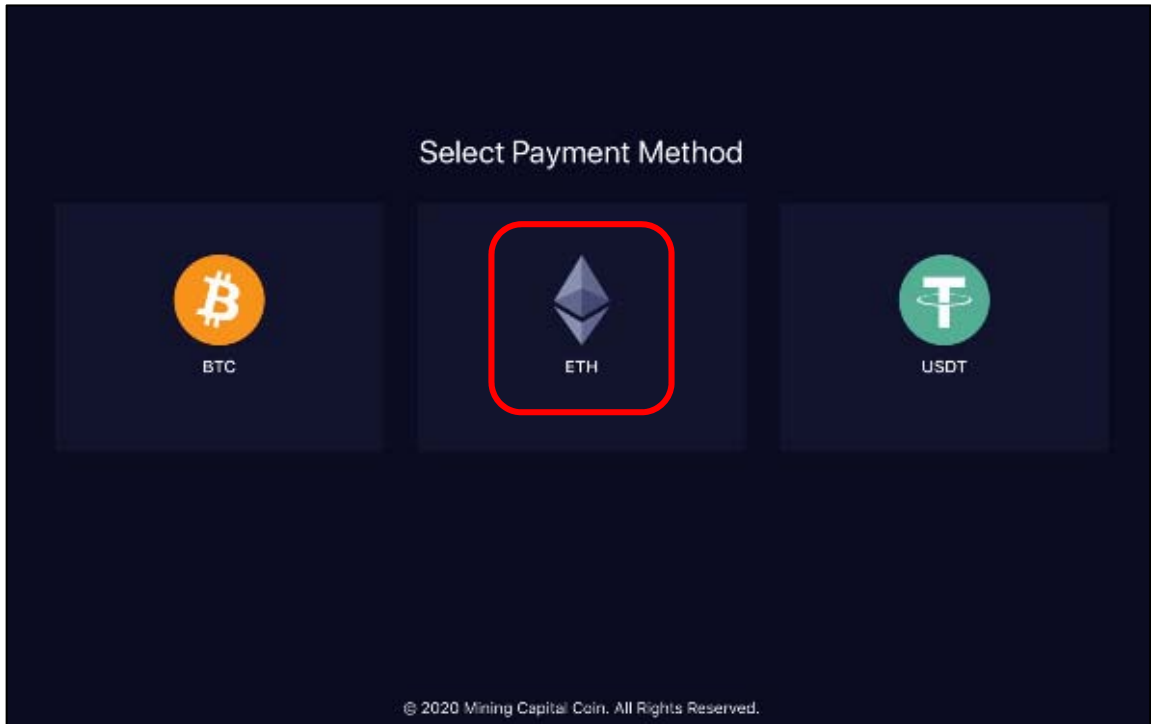 Select Payment Method
BTC
ETH
USDT
© 2020 Mining Capital Coin. All Rights Reserved.